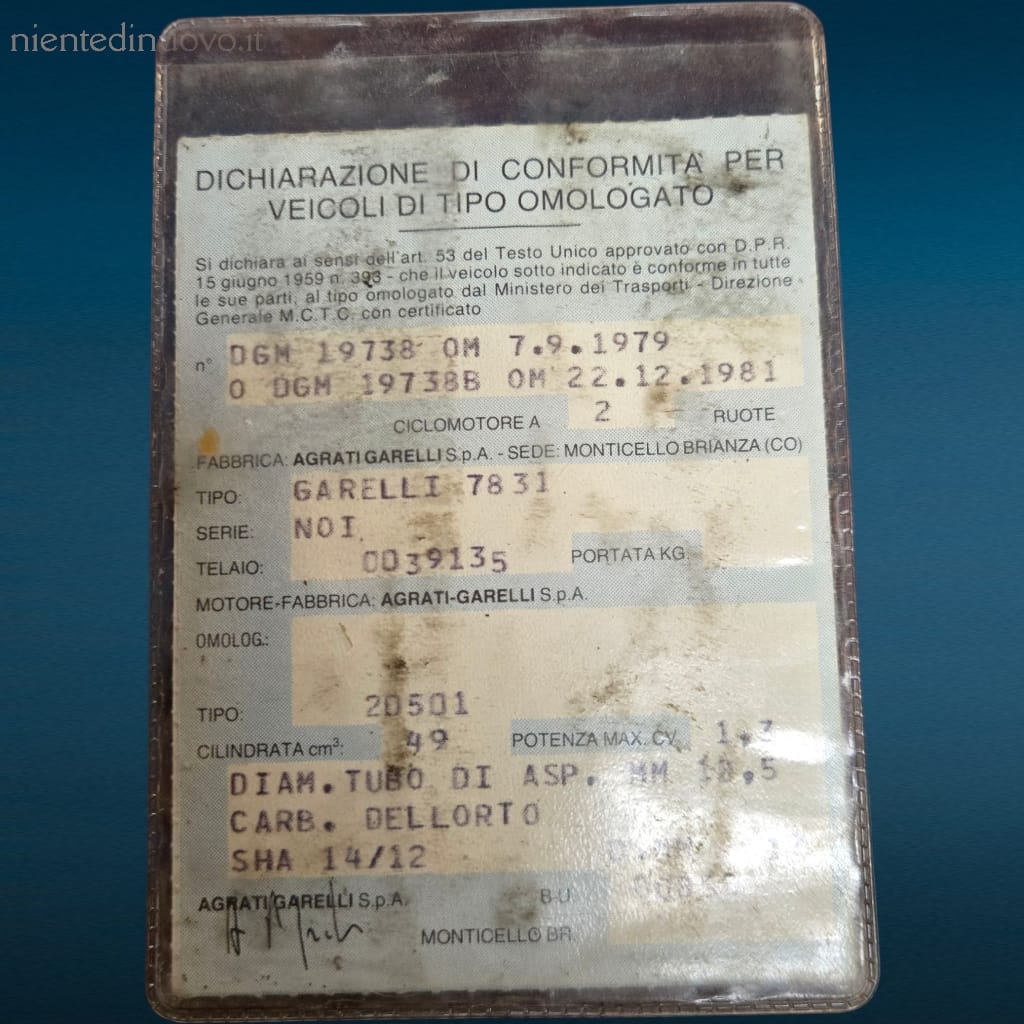 nientedinuovo.it
DICHIARAZIONE DI CONFORMITA' PER
VEICOLI DI TIPO OMOLOGATO
Si dichiara ai sensi dell'art. 53 del Testo Unico approvato con D.P.R.
15 giugno 1959 n. 393 - che il veicolo sotto indicato è conforme in tutte
le sue parti, al tipo omologato dal Ministero dei Trasporti - Direzione
Generale M.C.T.C. con certificato
n° DGM 19738 OM 7.9.1979
O DGM 19738B OM 22.12.1981
CICLOMOTORE A 2 RUOTE
FABBRICA: AGRATI GARELLI S.p.A. - SEDE: MONTICELLO BRIANZA (CO)
TIPO: GARELLI 7831
SERIE: NOI
TELAIO: 0039135 PORTATA KG.
MOTORE-FABBRICA: AGRATI-GARELLI S.p.A.
OMOLOG.:
TIPO: 20501
CILINDRATA cm³: 49 POTENZA MAX. CV. 1,3
DIAM.TUBO DI ASP. MM
CARB. DELLORTO
SHA 14/12
AGRATI GARELLI S.p.A. B.U.
MONTICELLO BR.